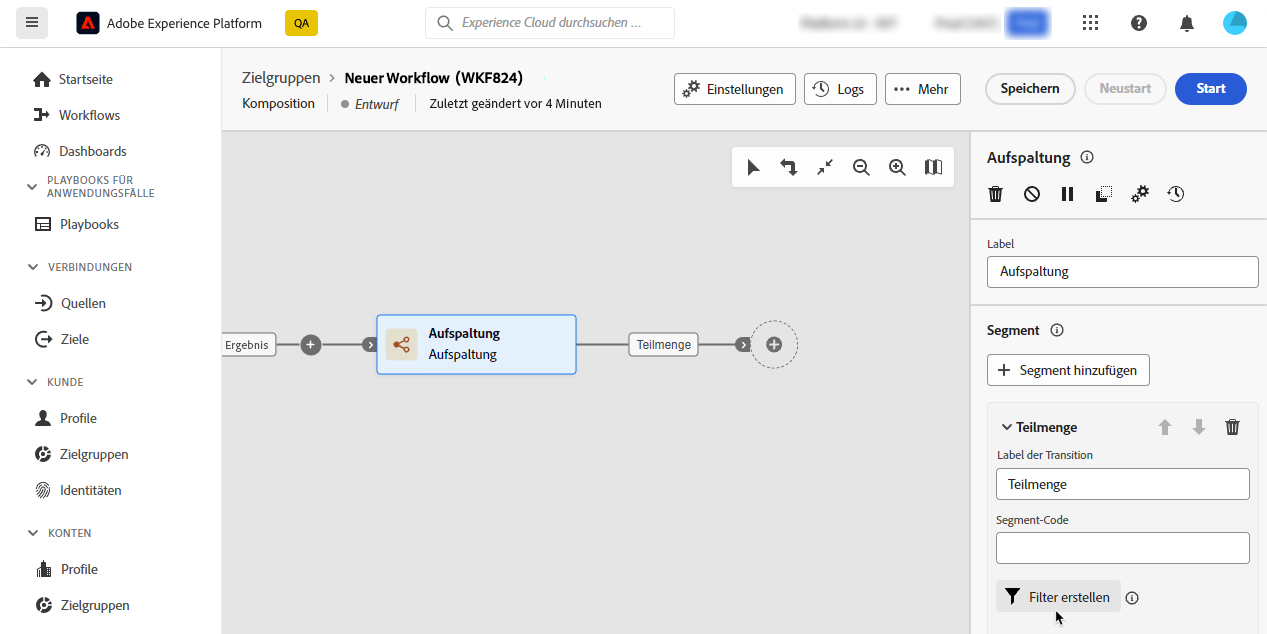 Adobe Experience Platform
QA
Experience Cloud durchsuchen ...
Startseite
Workflows
Dashboards
PLAYBOOKS FÜR
ANWENDUNGSFÄLLE
Playbooks
VERBINDUNGEN
Quellen
Ziele
KUNDE
Profile
Zielgruppen
Identitäten
KONTEN
Profile
Zielgruppen
Zielgruppen > Neuer Workflow (WKF824)
Komposition Entwurf Zuletzt geändert vor 4 Minuten
Einstellungen
Logs
Mehr
Speichern
Neustart
Start
Ergebnis
Aufspaltung
Aufspaltung
Teilmenge
Aufspaltung
Label
Aufspaltung
Segment
Segment hinzufügen
Teilmenge
Label der Transition
Teilmenge
Segment-Code
Filter erstellen